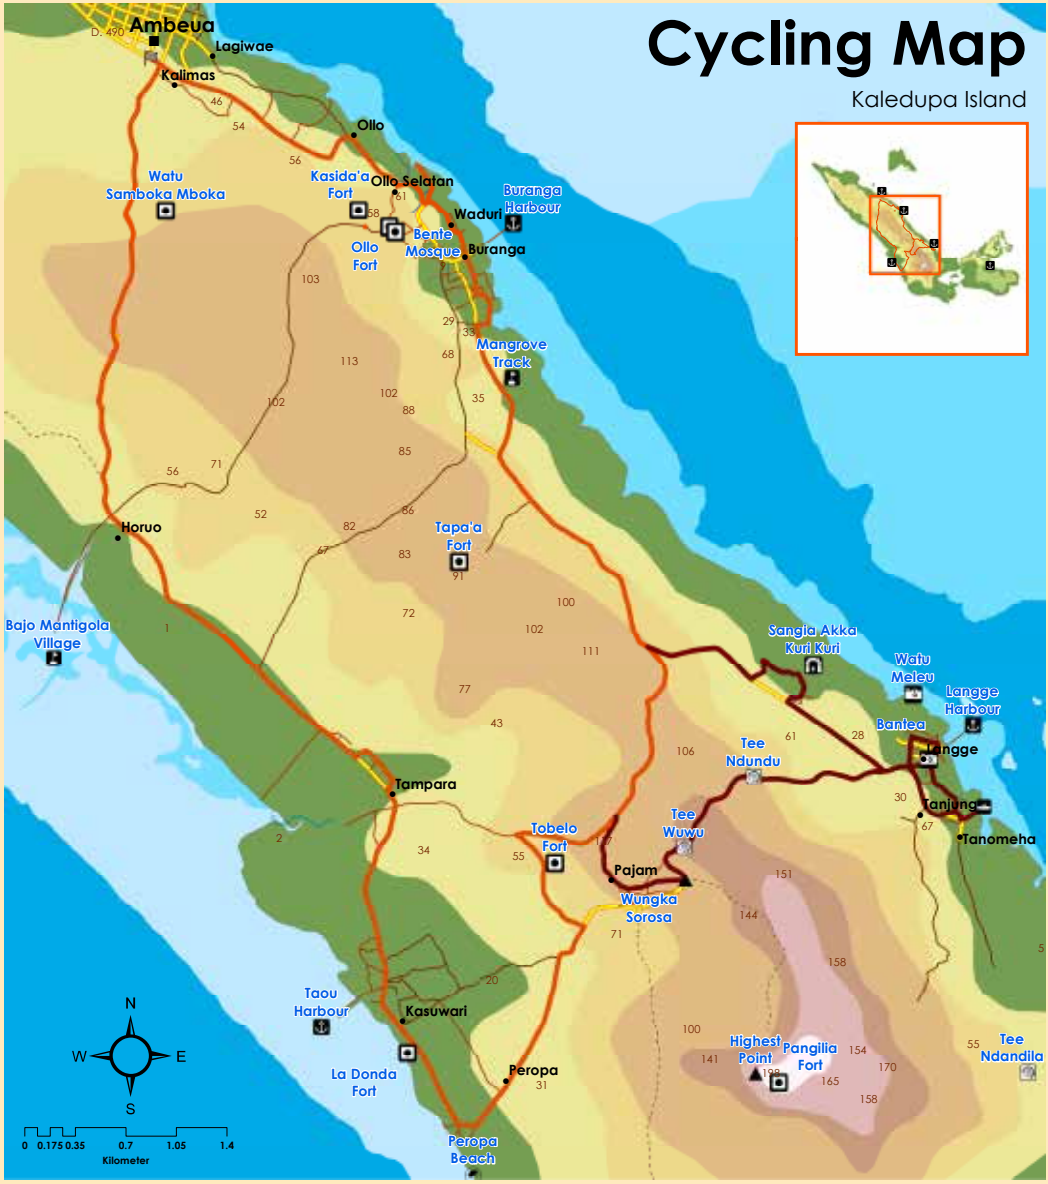 Cycling Map
Kaledupa Island
Ambeua
D. 490
Lagiwae
Kalimas
46
54
Ollo
56
Watu
Samboka Mboka
Kasida'a
Fort
Ollo Selatan
61
58
Buranga
Harbour
Waduri
Bente
Mosque
Ollo
Fort
Buranga
103
29
33
Mangrove
Track
68
113
102
88
35
102
85
71
56
52
86
82
Horuo
Tapa'a
Fort
67
83
91
100
72
1
102
Bajo Mantigola
Village
111
Sangia Akka
Kuri Kuri
Watu
Meleu
77
Langge
Harbour
43
Bantea
28
61
Tee
Ndundu
106
Langge
Tampara
30
Tanjung
67
Tee
Wuwu
Tobelo
Fort
2
34
55
Tanomeha
Pajam
151
Wungka
Sorosa
144
71
5
158
20
Taou
Harbour
Kasuwari
100
Highest
Point
Pangilia
Fort
154
55
Tee
Ndandila
141
198
170
165
158
La Donda
Fort
Peropa
31
Peropa
Beach
N
W
E
S
0 0.175 0.35 0.7 1.05 1.4
Kilometer